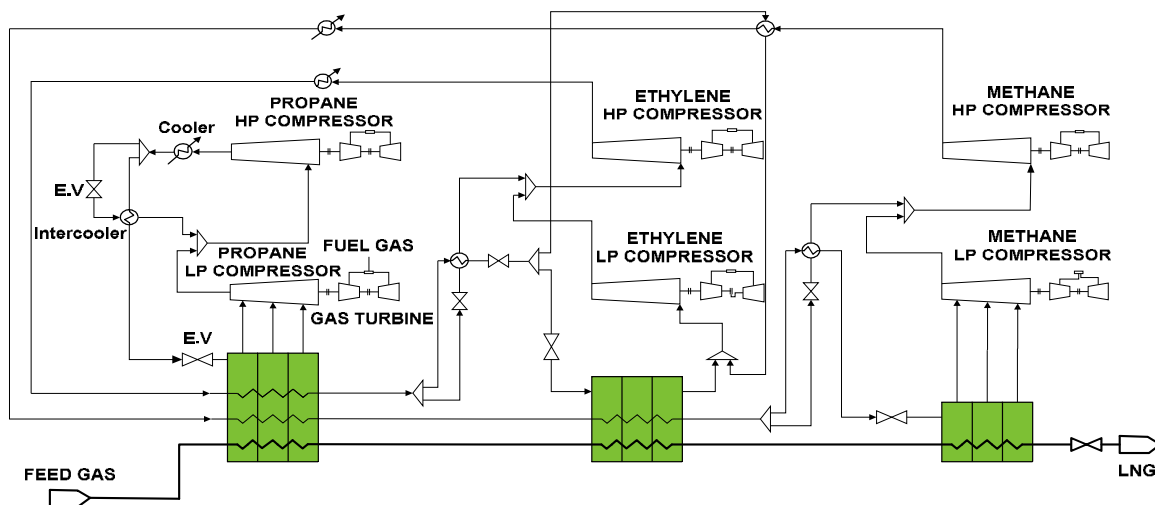 PROPANE
HP COMPRESSOR
ETHYLENE
HP COMPRESSOR
METHANE
HP COMPRESSOR
Cooler
E.V
Intercooler
PROPANE
LP COMPRESSOR
FUEL GAS
ETHYLENE
LP COMPRESSOR
METHANE
LP COMPRESSOR
GAS TURBINE
E.V
FEED GAS
LNG